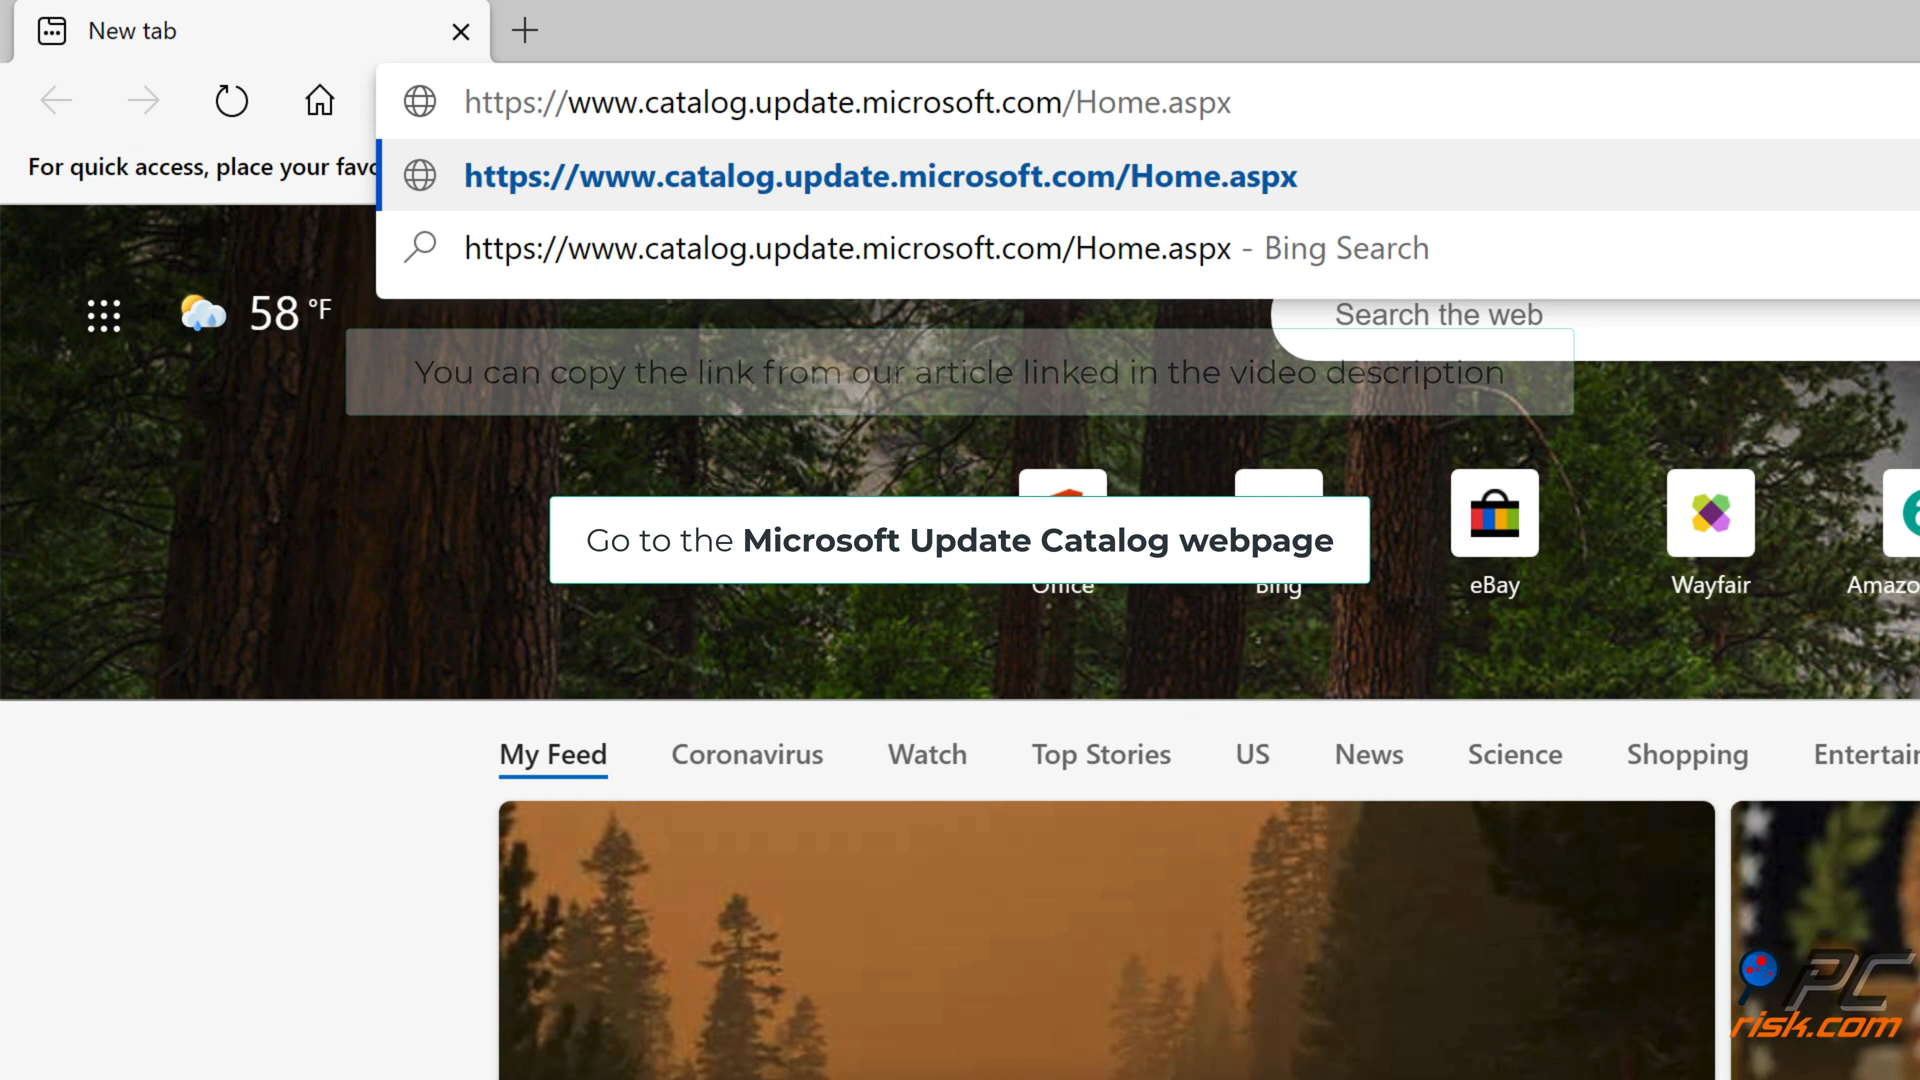 New tab
https://www.catalog.update.microsoft.com/Home.aspx
https://www.catalog.update.microsoft.com/Home.aspx
For quick access, place your favo
https://www.catalog.update.microsoft.com/Home.aspx - Bing Search
58 °F
Search the web
You can copy the link from our article linked in the video description
Go to the Microsoft Update Catalog webpage
Office
Bing
eBay
Wayfair
Amazo
My Feed
Coronavirus
Watch
Top Stories
US
News
Science
Shopping
Entertain
PC
risk.com